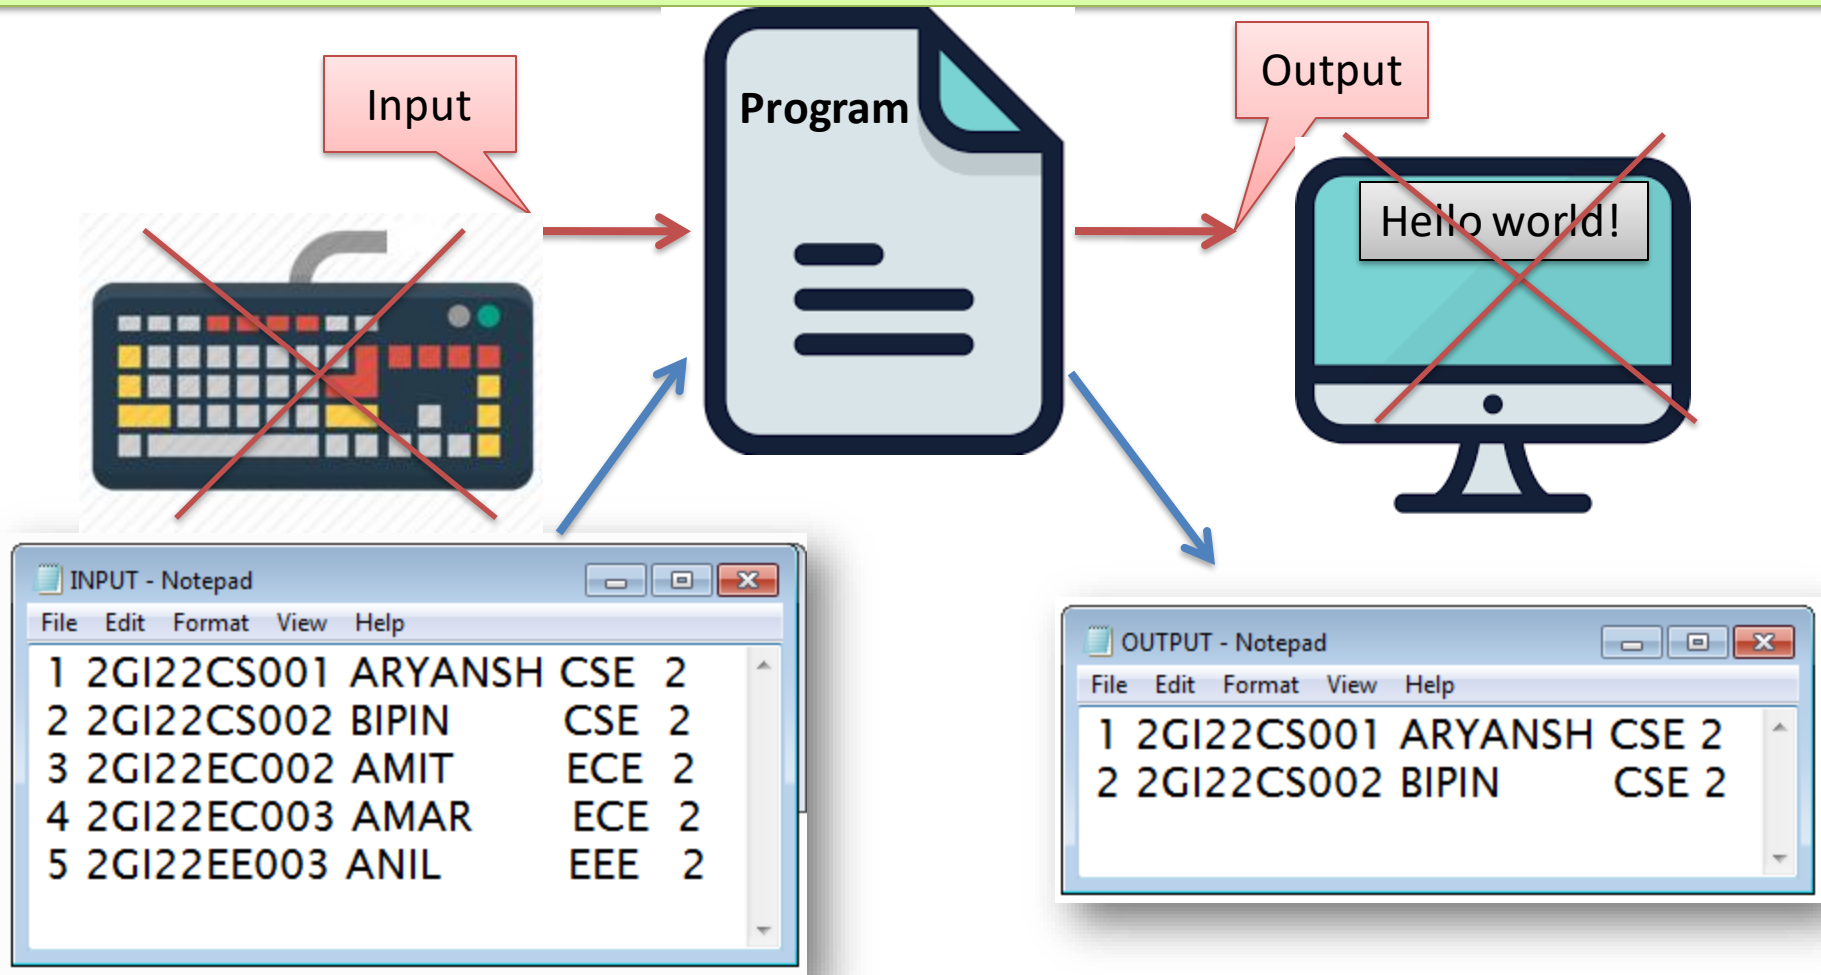 Input
Program
Output
Hello world!
INPUT - Notepad
File Edit Format View Help
1 2GI22CS001 ARYANSH CSE 2
2 2GI22CS002 BIPIN CSE 2
3 2GI22EC002 AMIT ECE 2
4 2GI22EC003 AMAR ECE 2
5 2GI22EE003 ANIL EEE 2
OUTPUT - Notepad
File Edit Format View Help
1 2GI22CS001 ARYANSH CSE 2
2 2GI22CS002 BIPIN CSE 2